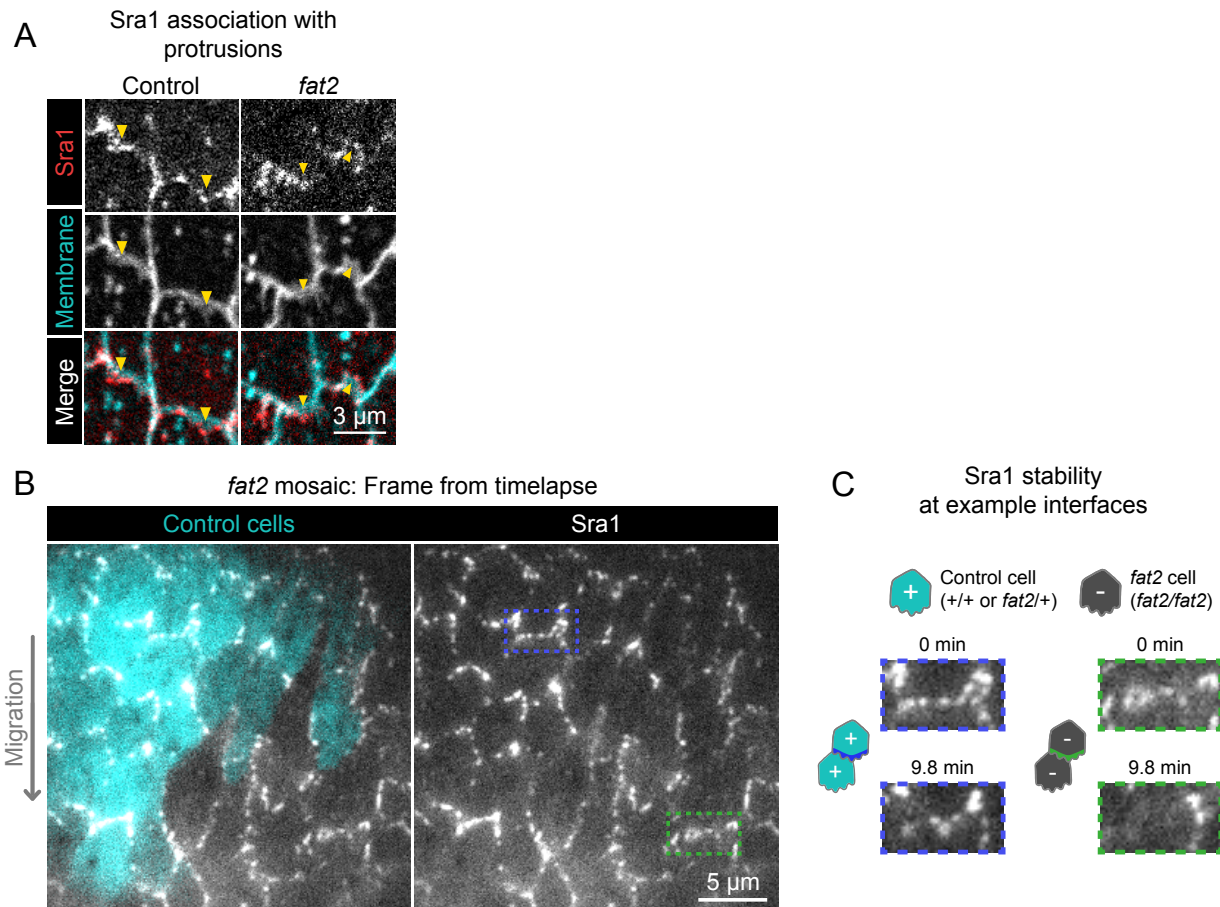 A
Sra1 association with
protrusions
Control
fat2
Sra1
Membrane
Merge
3 μm
B
fat2 mosaic: Frame from timelapse
Control cells
Sra1
Migration
5 μm
C
Sra1 stability
at example interfaces
+
Control cell
(+/+ or fat2/+)
-
fat2 cell
(fat2/fat2)
0 min
0 min
+
+
-
-
9.8 min
9.8 min